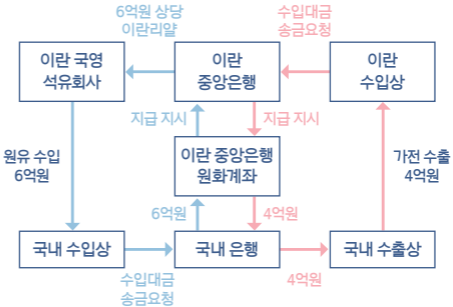 6억원 상당
이란리얄
수입대금
송금요청
이란 국영
석유회사
이란
중앙은행
이란
수입상
지급 지시
지급 지시
원유 수입
6억원
이란 중앙은행
원화계좌
가전 수출
4억원
6억원
4억원
국내 수입상
국내 은행
국내 수출상
수입대금
송금요청
4억원